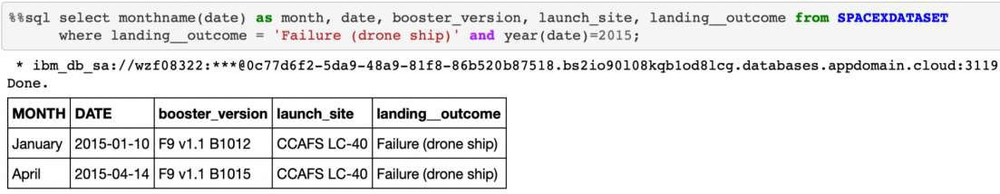 %%sql select monthname(date) as month, date, booster_version, launch_site, landing__outcome from SPACEXDATASET
where landing__outcome = 'Failure (drone ship)' and year(date)=2015;
* ibm_db_sa://wzf08322:***@0c77d6f2-5da9-48a9-81f8-86b520b87518.bs2io90l08kqb1od8lcg.databases.appdomain.cloud:3119
Done.
MONTH DATE booster_version launch_site landing__outcome
January 2015-01-10 F9 v1.1 B1012 CCAFS LC-40 Failure (drone ship)
April 2015-04-14 F9 v1.1 B1015 CCAFS LC-40 Failure (drone ship)